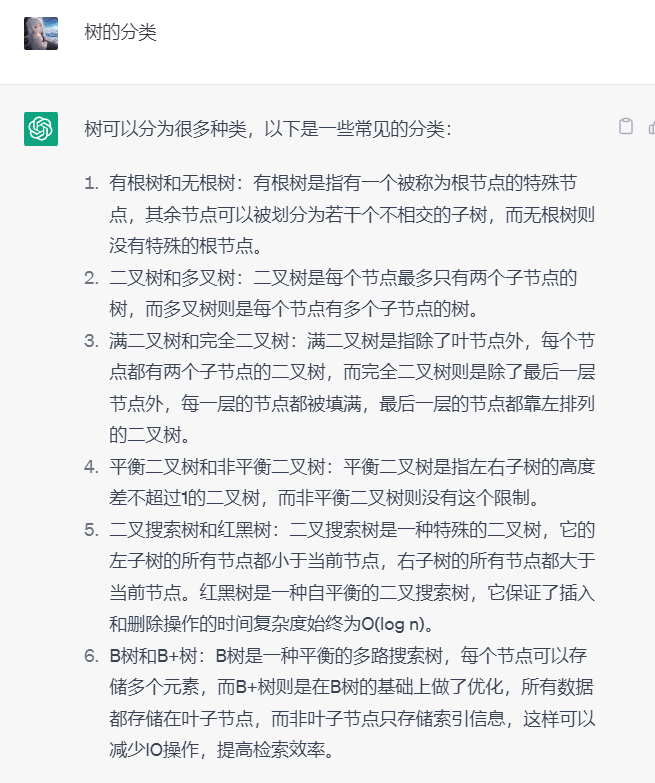 树的分类
树可以分为很多种类，以下是一些常见的分类：
1. 有根树和无根树：有根树是指有一个被称为根节点的特殊节
点，其余节点可以被划分为若干个不相交的子树，而无根树则
没有特殊的根节点。
2. 二叉树和多叉树：二叉树是每个节点最多只有两个子节点的
树，而多叉树则是每个节点有多个子节点的树。
3. 满二叉树和完全二叉树：满二叉树是指除了叶节点外，每个节
点都有两个子节点的二叉树，而完全二叉树则是除了最后一层
节点外，每一层的节点都被填满，最后一层的节点都靠左排列
的二叉树。
4. 平衡二叉树和非平衡二叉树：平衡二叉树是指左右子树的高度
差不超过1的二叉树，而非平衡二叉树则没有这个限制。
5. 二叉搜索树和红黑树：二叉搜索树是一种特殊的二叉树，它的
左子树的所有节点都小于当前节点，右子树的所有节点都大于
当前节点。红黑树是一种自平衡的二叉搜索树，它保证了插入
和删除操作的时间复杂度始终为O(log n)。
6. B树和B+树：B树是一种平衡的多路搜索树，每个节点可以存
储多个元素，而B+树则是在B树的基础上做了优化，所有数据
都存储在叶子节点，而非叶子节点只存储索引信息，这样可以
减少IO操作，提高检索效率。